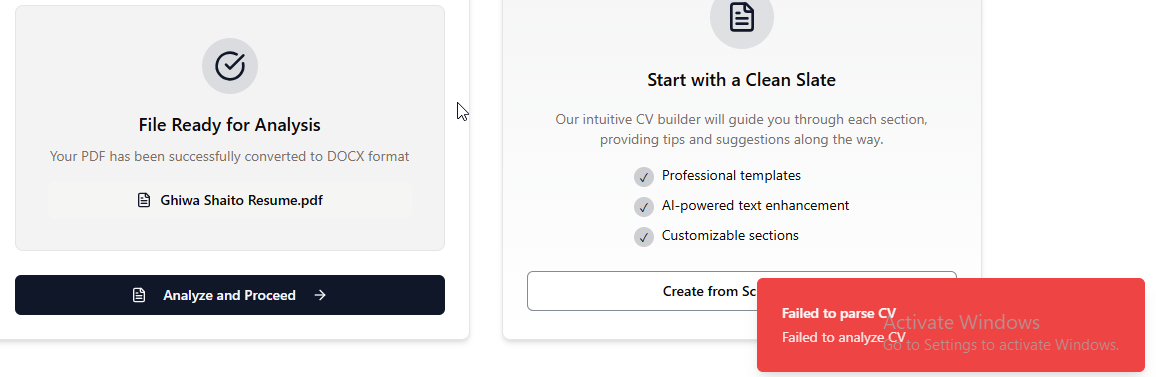 File Ready for Analysis
Your PDF has been successfully converted to DOCX format
Ghiwa Shaito Resume.pdf
Analyze and Proceed
Start with a Clean Slate
Our intuitive CV builder will guide you through each section,
providing tips and suggestions along the way.
Professional templates
AI-powered text enhancement
Customizable sections
Create from Sc
Failed to parse CV
Failed to analyze CV
Activate Windows
Go to Settings to activate Windows.